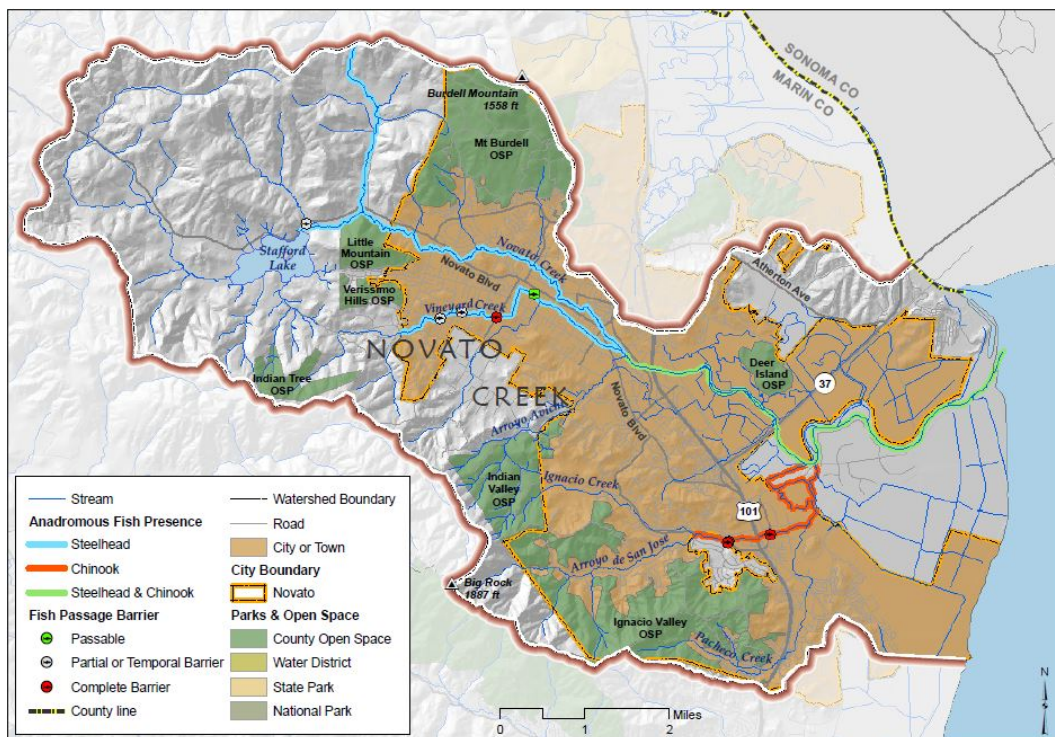 SONOMA CO
MARIN CO
Burdell Mountain
1558 ft
Mt Burdell
OSP
Stafford
Lake
Little
Mountain
OSP
Novato Creek
Novato Blvd
Verissimo
Hills OSP
Vineyard Creek
Atherton Ave
NOVATO
CREEK
Indian Tree
OSP
Deer
Island
OSP
37
Novato Blvd
Arroyo Avichi
Indian
Valley
OSP
Ignacio Creek
101
Arroyo de San Jose
Big Rock
1887 ft
Ignacio Valley
OSP
Pacheco Creek
Stream
Anadromous Fish Presence
Steelhead
Chinook
Steelhead & Chinook
Fish Passage Barrier
Passable
Partial or Temporal Barrier
Complete Barrier
County line
Watershed Boundary
Road
City or Town
City Boundary
Novato
Parks & Open Space
County Open Space
Water District
State Park
National Park
0 1 2 Miles
N